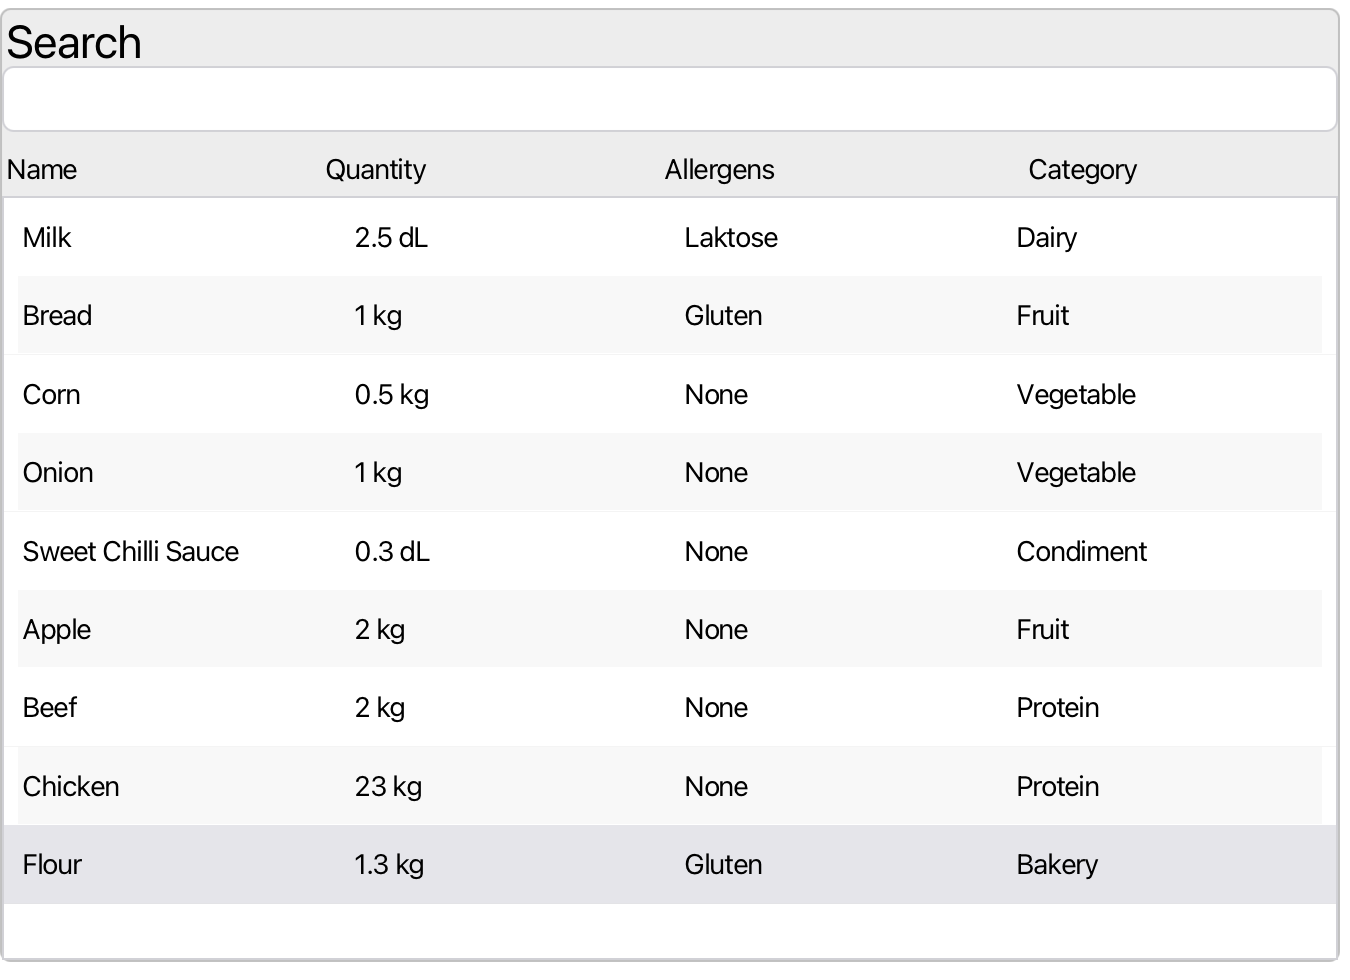 Search
Name Quantity Allergens Category
Milk 2.5 dL Laktose Dairy
Bread 1 kg Gluten Fruit
Corn 0.5 kg None Vegetable
Onion 1 kg None Vegetable
Sweet Chilli Sauce 0.3 dL None Condiment
Apple 2 kg None Fruit
Beef 2 kg None Protein
Chicken 23 kg None Protein
Flour 1.3 kg Gluten Bakery